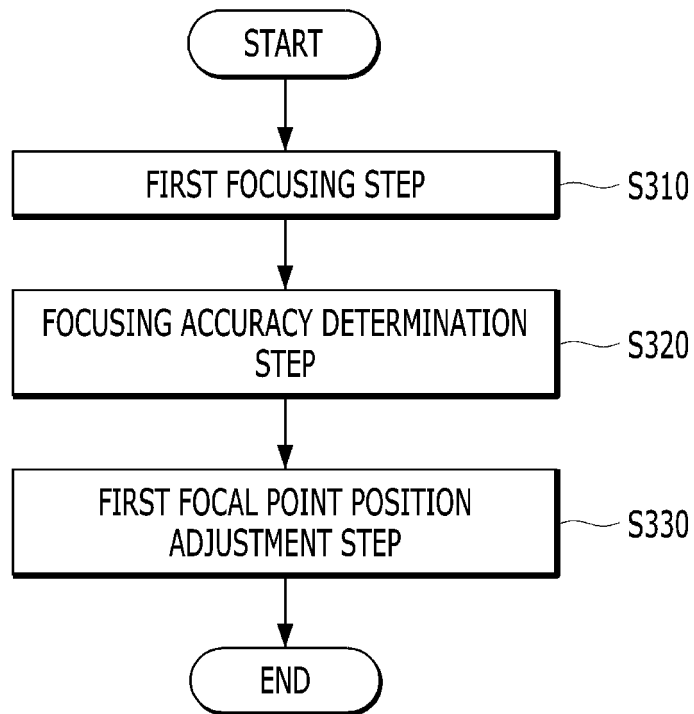 START
FIRST FOCUSING STEP
S310
FOCUSING ACCURACY DETERMINATION
STEP
S320
FIRST FOCAL POINT POSITION
ADJUSTMENT STEP
S330
END